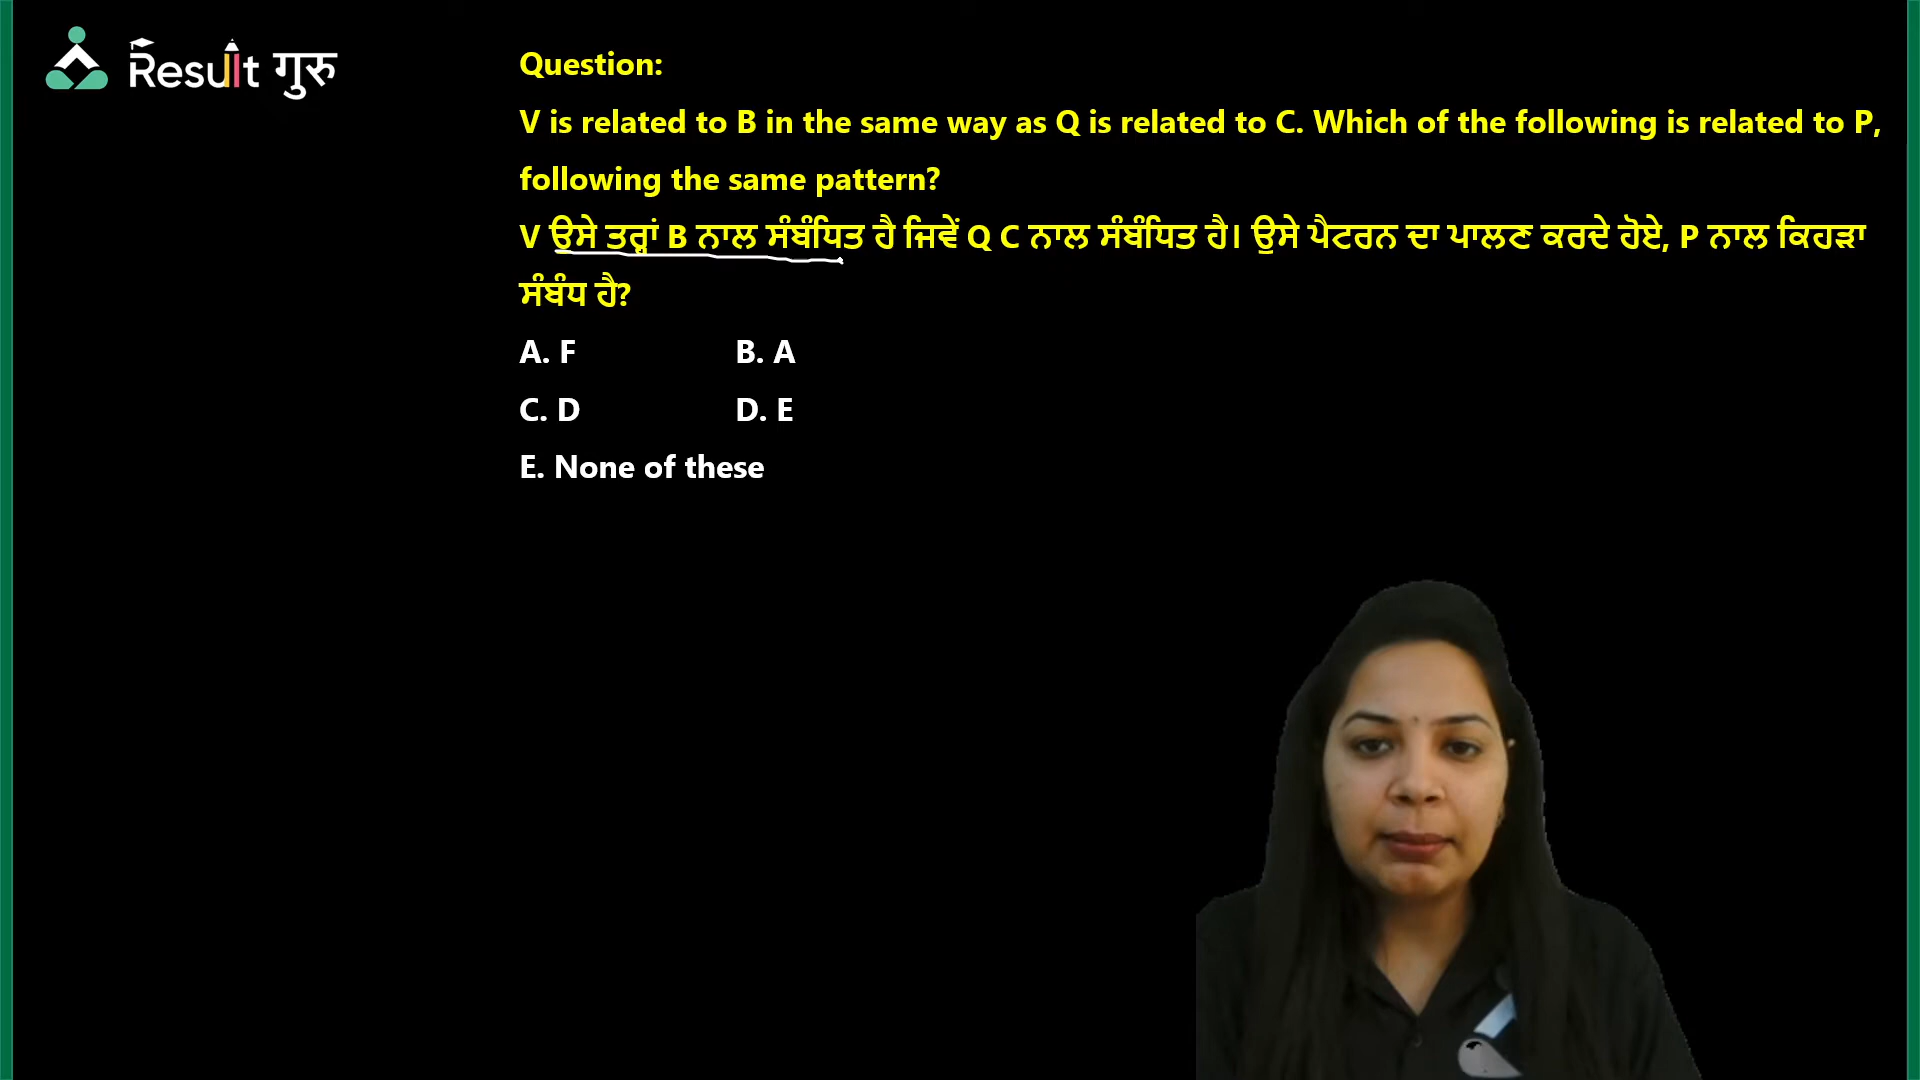 Result गुरु
Question:
V is related to B in the same way as Q is related to C. Which of the following is related to P,
following the same pattern?
V ਉਸੇ ਤਰ੍ਹਾਂ B ਨਾਲ ਸੰਬੰਧਿਤ ਹੈ ਜਿਵੇਂ Q C ਨਾਲ ਸੰਬੰਧਿਤ ਹੈ। ਉਸੇ ਪੈਟਰਨ ਦਾ ਪਾਲਣ ਕਰਦੇ ਹੋਏ, P ਨਾਲ ਕਿਹੜਾ
ਸੰਬੰਧ ਹੈ?
A. F B. A
C. D D. E
E. None of these